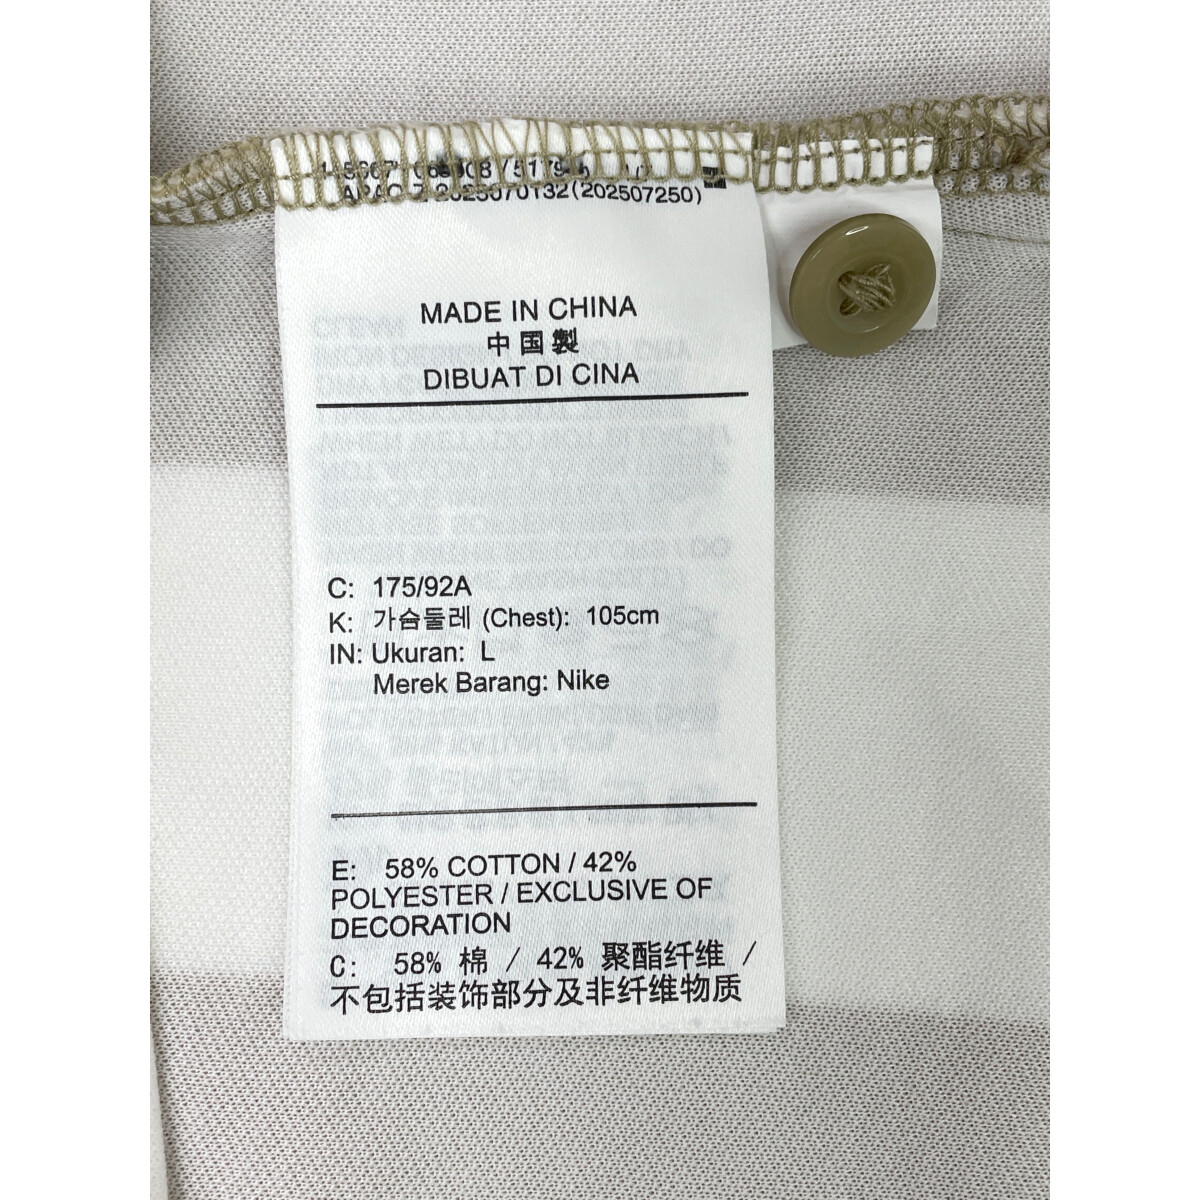 2025070132(202507250)
MADE IN CHINA
中国製
DIBUAT DI CINA
C: 175/92A
K: 가슴둘레 (Chest): 105cm
IN: Ukuran: L
Merek Barang: Nike
E: 58% COTTON / 42%
POLYESTER / EXCLUSIVE OF
DECORATION
C: 58% 棉 / 42% 聚酯纤维 /
不包括装饰部分及非纤维物质